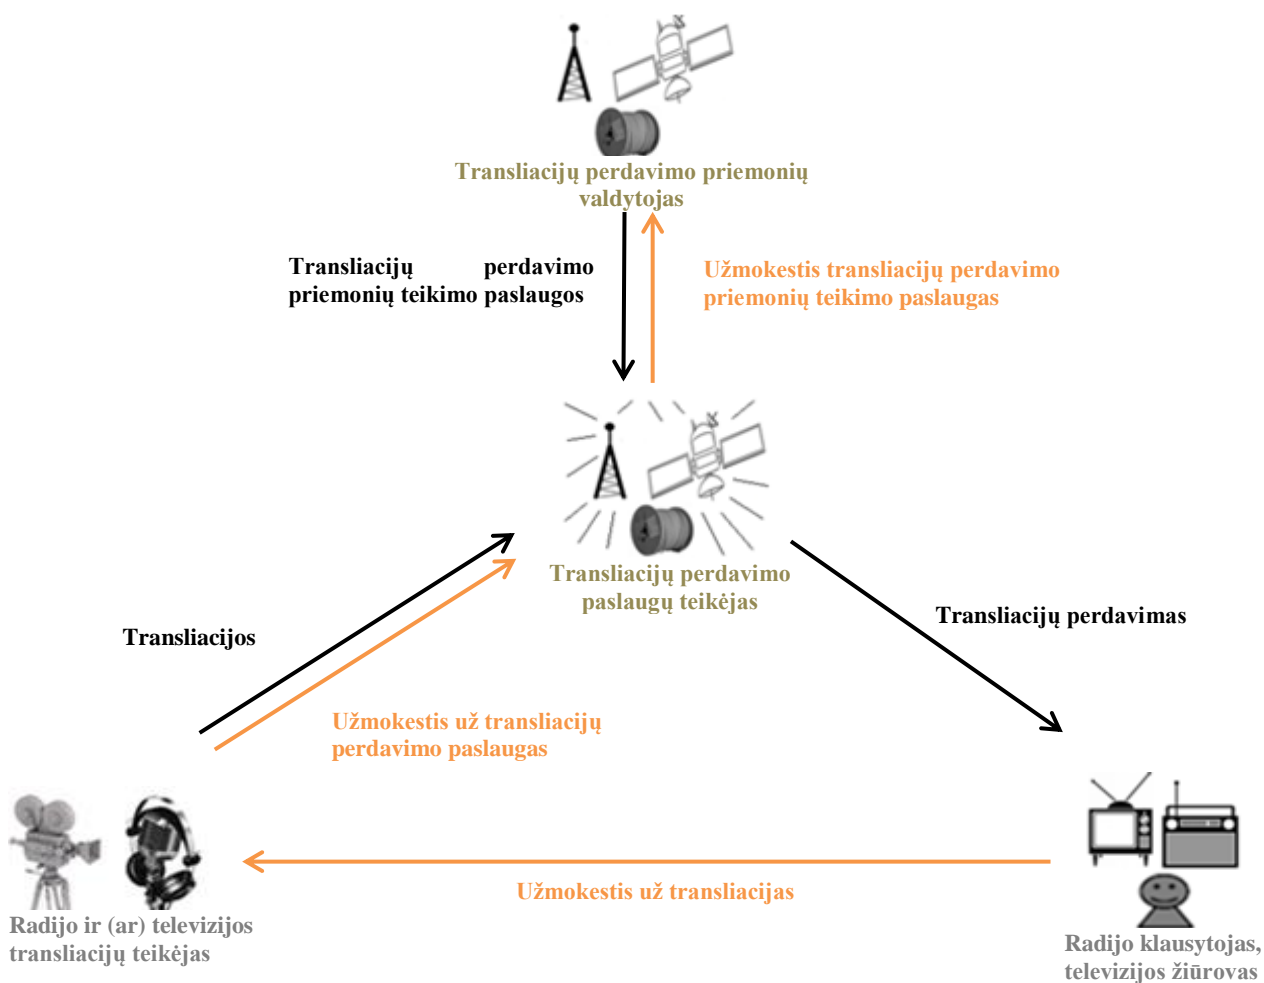 Transliacijų perdavimo priemonių
valdytojas
Transliacijų perdavimo
priemonių teikimo paslaugos
Užmokestis transliacijų perdavimo
priemonių teikimo paslaugas
Transliacijų perdavimo
paslaugų teikėjas
Transliacijos
Transliacijų perdavimas
Užmokestis už transliacijų
perdavimo paslaugas
Užmokestis už transliacijas
Radijo ir (ar) televizijos
transliacijų teikėjas
Radijo klausytojas,
televizijos žiūrovas